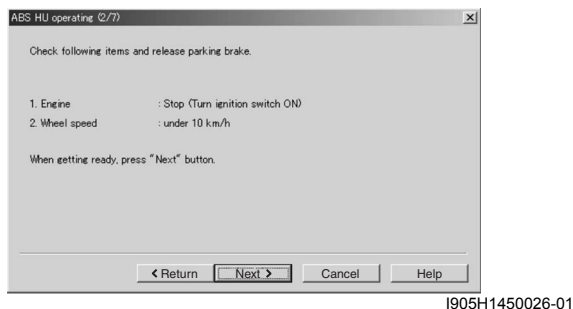 ABS HU operating (2/7)
Check following items and release parking brake.
1. Engine : Stop (Turn ignition switch ON)
2. Wheel speed : under 10 km/h
When getting ready, press "Next" button.
Return Next Cancel Help
I905H1450026-01